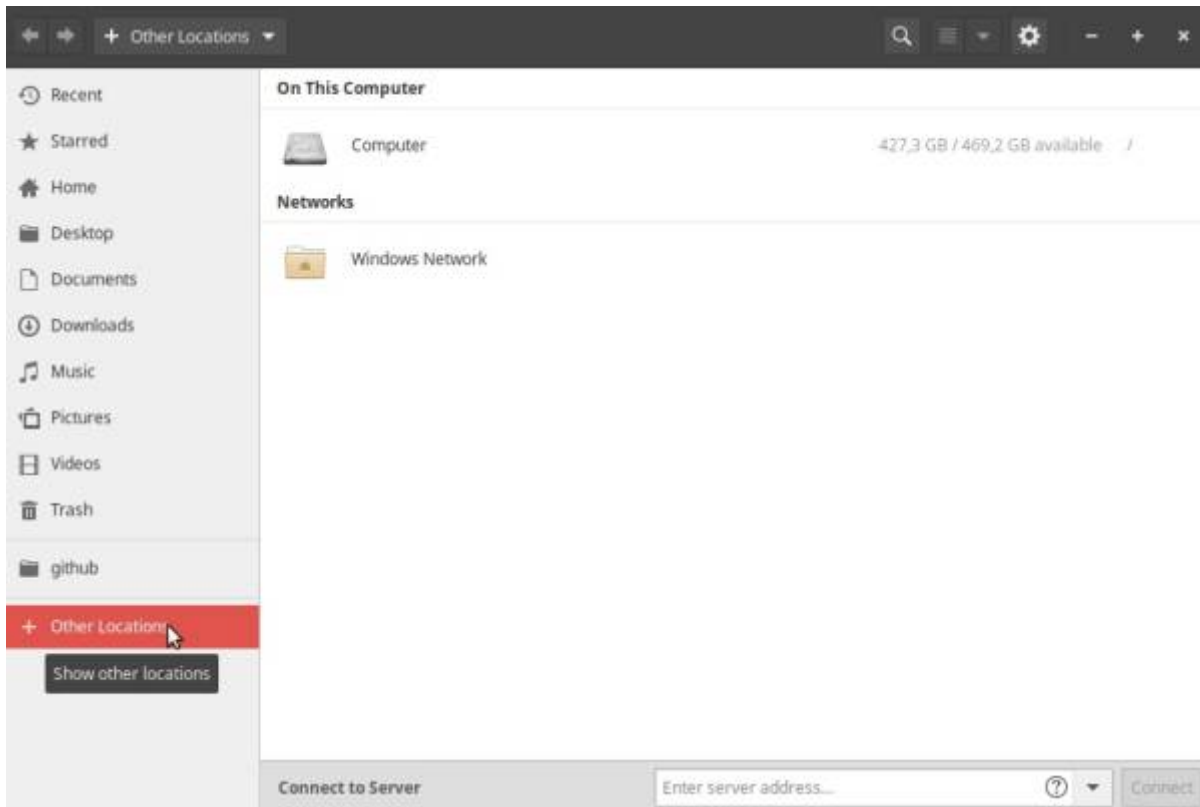 Other Locations
Recent
Starred
Home
Desktop
Documents
Downloads
Music
Pictures
Videos
Trash
github
Other Locations
Show other locations
On This Computer
Computer 427,3 GB / 469,2 GB available /
Networks
Windows Network
Connect to Server Enter server address... Connect